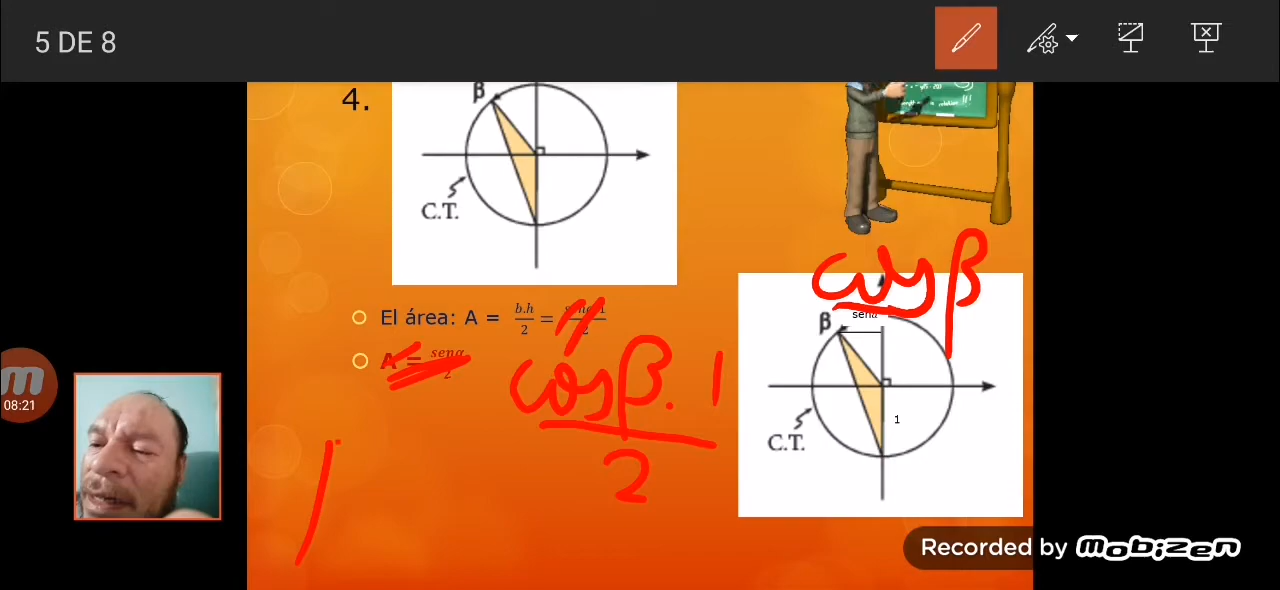 5 DE 8
4.
β
C.T.
cosβ
El área: A = b.h/2 =
senα
β
A = senα/2
cosβ.1
2
1
C.T.
08:21
Recorded by Mobizen